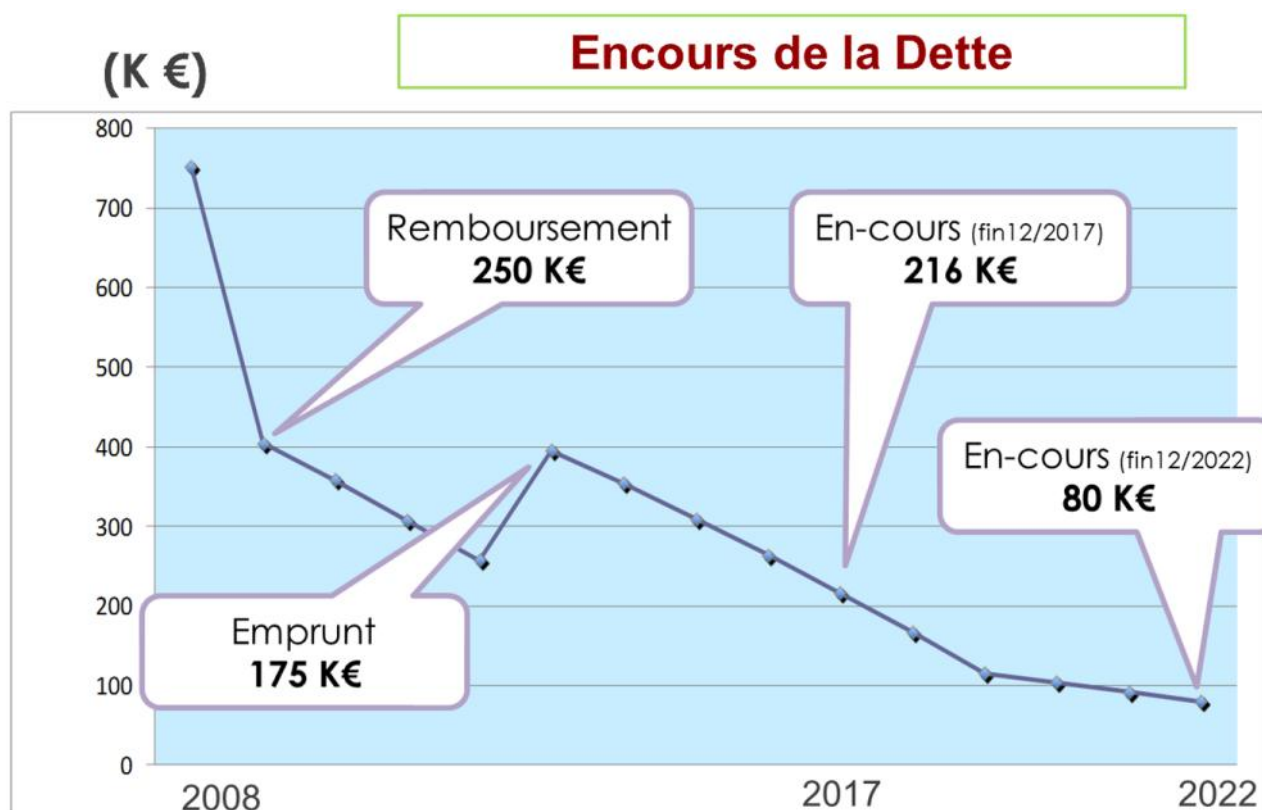 Encours de la Dette
(K €)
800
700
600
500
400
300
200
100
0
Remboursement
250 K€
En-cours (fin12/2017)
216 K€
En-cours (fin12/2022)
80 K€
Emprunt
175 K€
2008
2017
2022